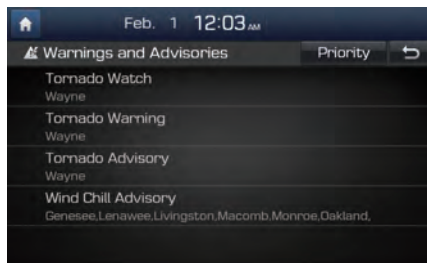 Feb. 1 12:03 AM
Warnings and Advisories Priority
Tornado Watch
Wayne
Tornado Warning
Wayne
Tornado Advisory
Wayne
Wind Chill Advisory
Genesee,Lenawee,Livingston,Macomb,Monroe,Oakland,